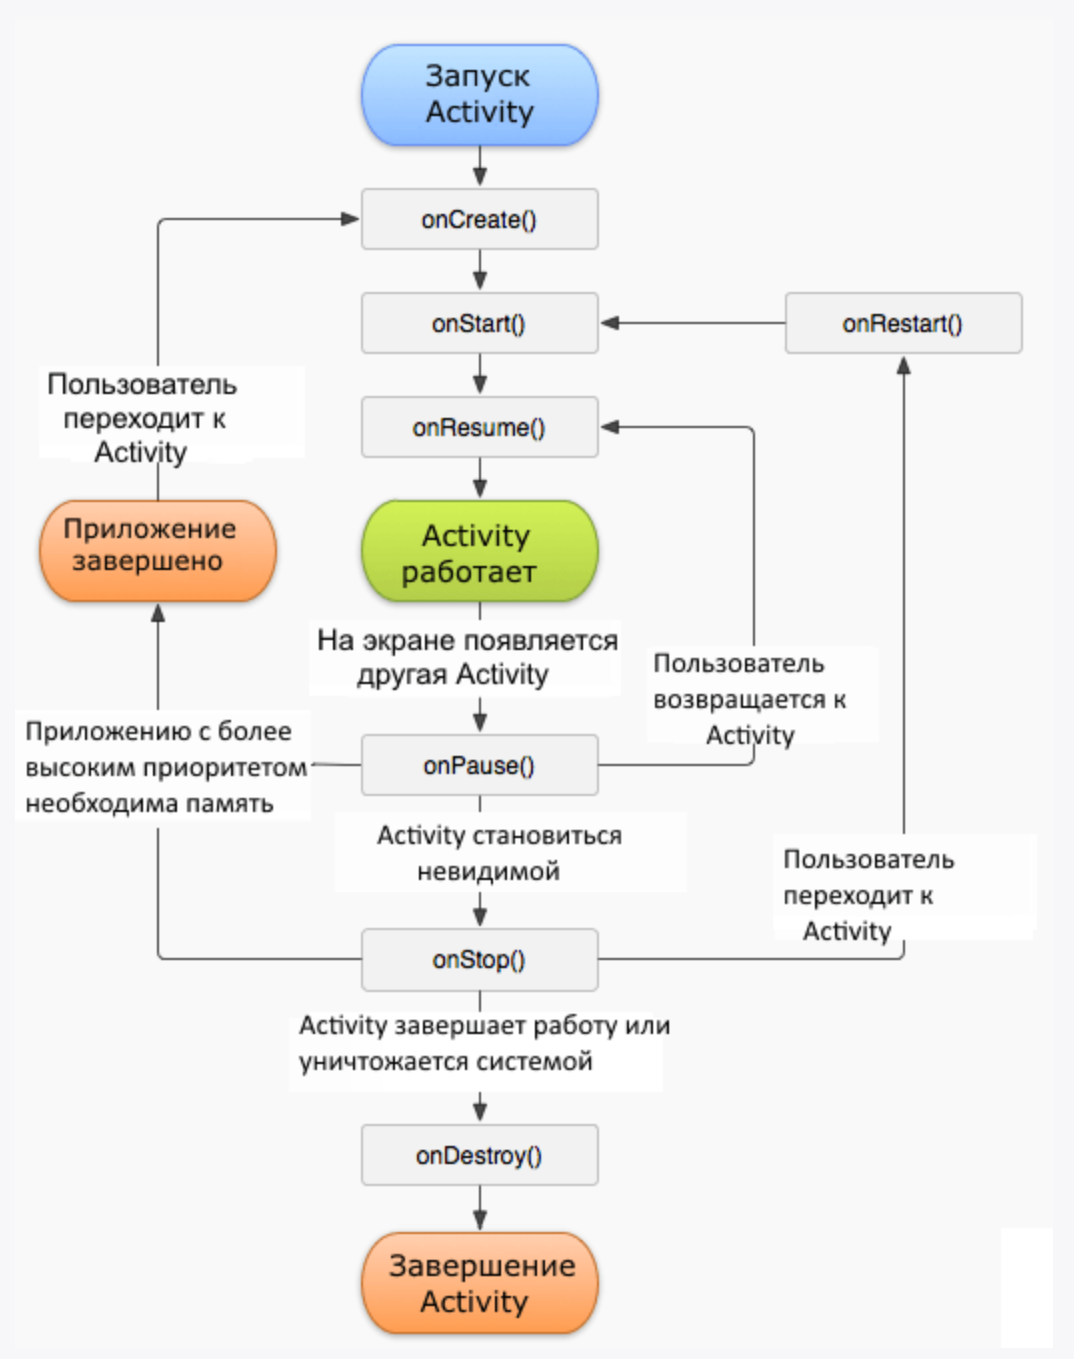 Запуск
Activity
onCreate()
onStart()
onRestart()
Пользователь
переходит к
Activity
onResume()
Приложение
завершено
Activity
работает
На экране появляется
другая Activity
Пользователь
возвращается к
Activity
Приложению с более
высоким приоритетом
необходима память
onPause()
Activity становиться
невидимой
Пользователь
переходит к
Activity
onStop()
Activity завершает работу или
уничтожается системой
onDestroy()
Завершение
Activity